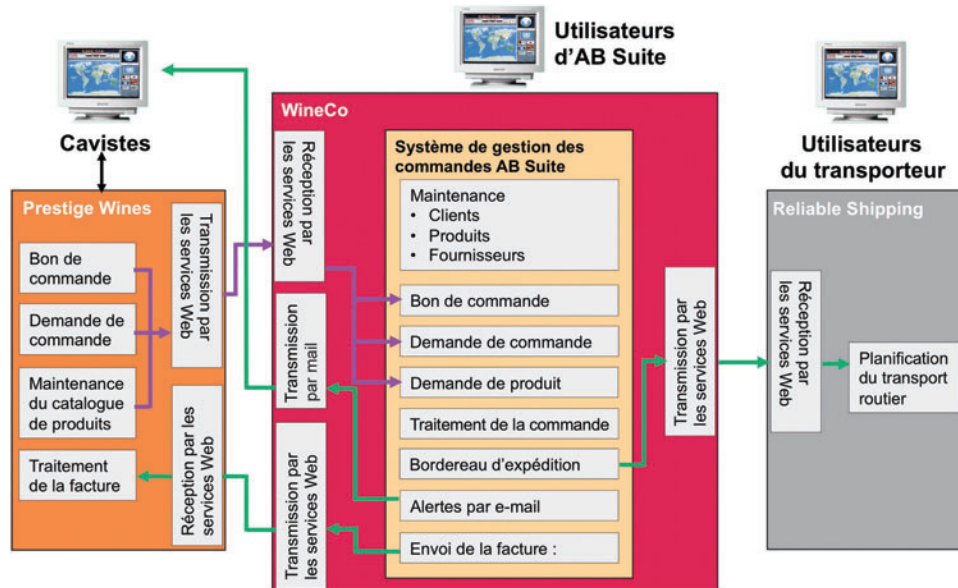 Utilisateurs
d'AB Suite
Cavistes
Utilisateurs
du transporteur
Prestige Wines
Bon de
commande
Demande de
commande
Maintenance
du catalogue
de produits
Traitement
de la facture
Transmission par
les services Web
Réception par les
services Web
WineCo
Réception par
les services Web
Transmission
par mail
Transmission par
les services Web
Système de gestion des
commandes AB Suite
Maintenance
• Clients
• Produits
• Fournisseurs
Bon de commande
Demande de commande
Demande de produit
Traitement de la commande
Bordereau d'expédition
Alertes par e-mail
Envoi de la facture :
Transmission par
les services Web
Reliable Shipping
Réception par
les services Web
Planification
du transport
routier